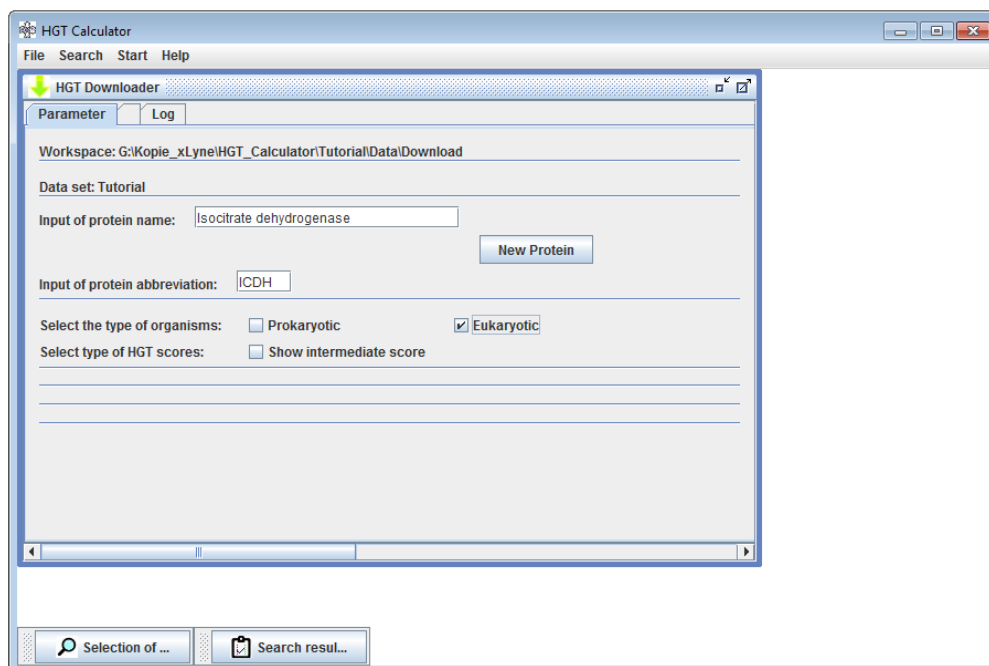 HGT Calculator
File Search Start Help
HGT Downloader
Parameter Log
Workspace: G:\Kopie_xLyne\HGT_Calculator\Tutorial\Data\Download
Data set: Tutorial
Input of protein name: Isocitrate dehydrogenase
New Protein
Input of protein abbreviation: ICDH
Select the type of organisms: Prokaryotic Eukaryotic
Select type of HGT scores: Show intermediate score
Selection of ... Search resul...